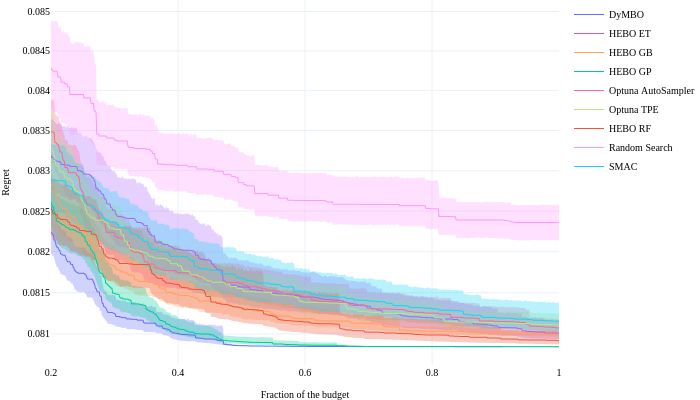 0.085
0.0845
0.084
0.0835
0.083
0.0825
0.082
0.0815
0.081
Regret
0.2
0.4
0.6
0.8
1
Fraction of the budget
DyMBO
HEBO ET
HEBO GB
HEBO GP
Optuna AutoSampler
Optuna TPE
HEBO RF
Random Search
SMAC